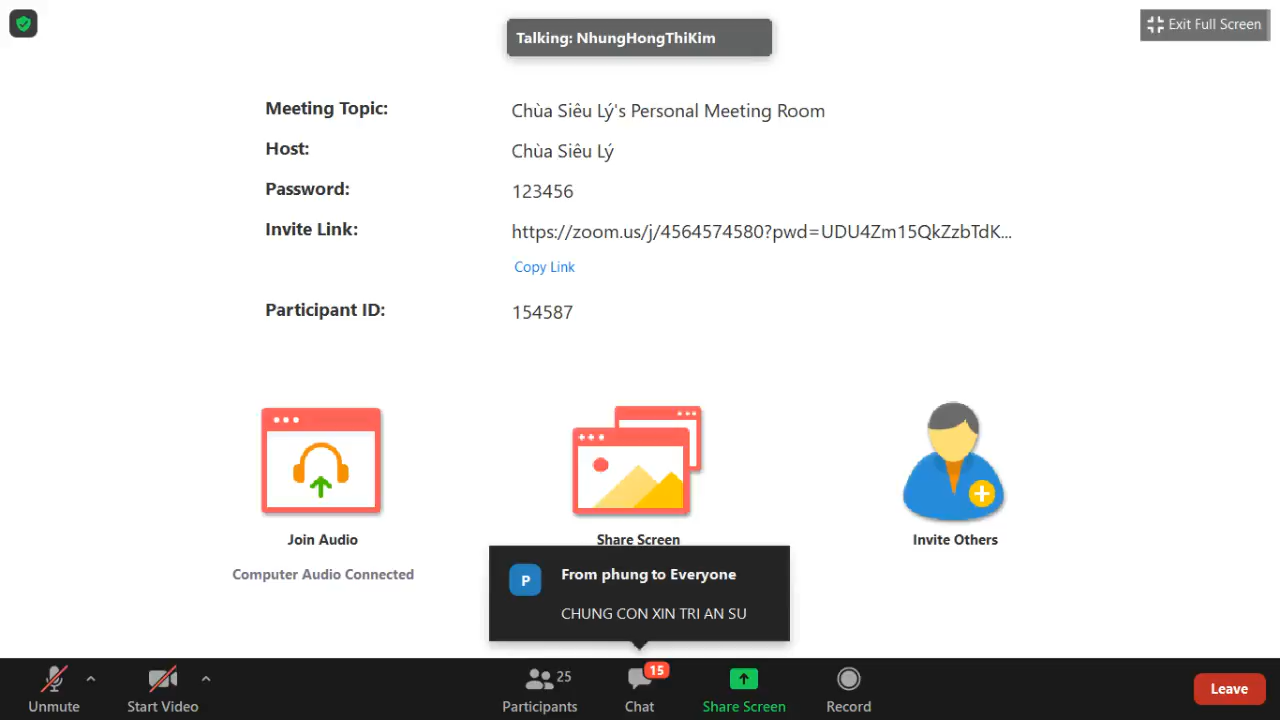 Talking: NhungHongThiKim
Exit Full Screen
Meeting Topic: Chùa Siêu Lý's Personal Meeting Room
Host: Chùa Siêu Lý
Password: 123456
Invite Link: https://zoom.us/j/4564574580?pwd=UDU4Zm15QkZzbTdK...
Copy Link
Participant ID: 154587
Join Audio
Share Screen
Invite Others
Computer Audio Connected
P
From phung to Everyone
CHUNG CON XIN TRI AN SU
25
15
Unmute
Start Video
Participants
Chat
Share Screen
Record
Leave